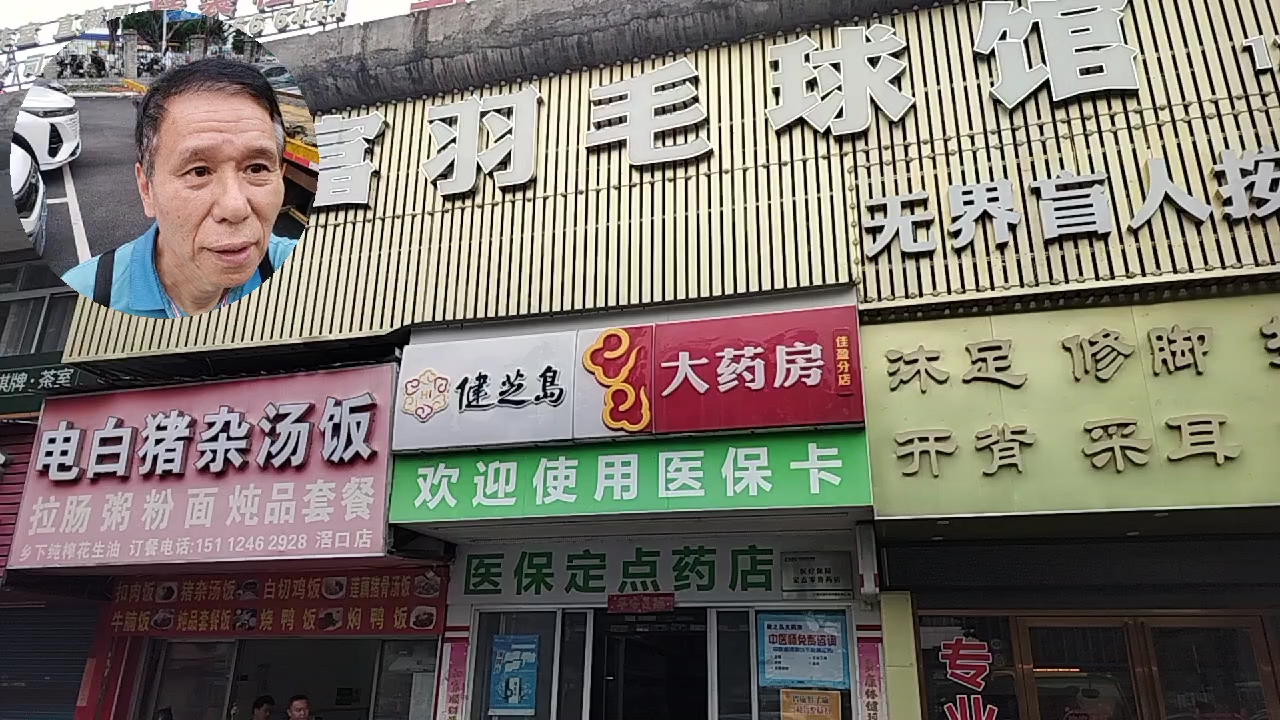 富羽毛球馆
无界盲人按
棋牌·茶室
电白猪杂汤饭
拉肠粥粉面炖品套餐
乡下纯榨花生油 订餐电话:151 1246 2928 滘口店
扣肉饭 猪杂汤饭 白切鸡饭 莲藕猪骨汤饭
牛腩饭 炖品套餐饭 烧鸭饭 焖鸭饭
健芝岛
大药房
佳盈分店
欢迎使用医保卡
医保定点药店
中医师免费咨询
沐足 修脚
开背 采耳
专业